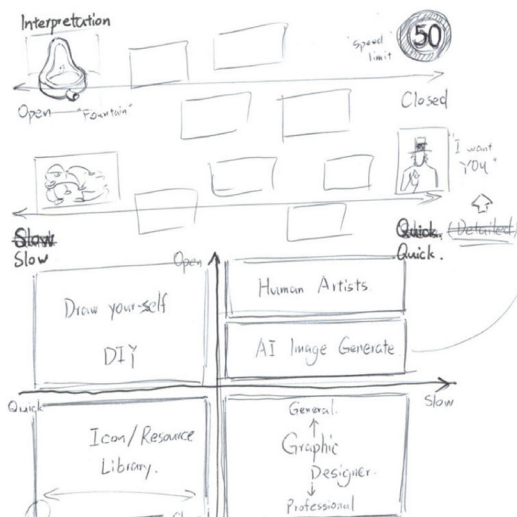 Interpretation
50
"Speed limit"
Open
"Fountain"
Closed
"I want YOU"
Slow
Slow
Quick (Detailed)
Quick.
Open
Draw your-self
DIY
Human Artists
AI Image Generate
Quick
Slow
Icon/Resource
Library.
General.
Graphic
Designer.
Professional